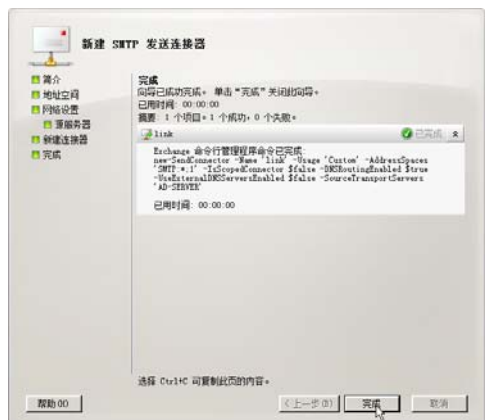 新建 SMTP 发送连接器
简介
地址空间
网络设置
源服务器
新建连接器
完成
完成
向导已成功完成。 单击“完成”关闭此向导。
已用时间: 00:00:00
摘要: 1 个项目。1 个成功, 0 个失败。
link
已完成
Exchange 命令行管理程序命令已完成:
new-SendConnector -Name 'link' -Usage 'Custom' -AddressSpaces
'SMTP:*;1' -IsScopedConnector $false -DNSRoutingEnabled $true
-UseExternalDNSServersEnabled $false -SourceTransportServers
'AD-SERVER'
已用时间: 00:00:00
选择 Ctrl+C 可复制此页的内容。
帮助(H)
<上一步(B)
完成
取消